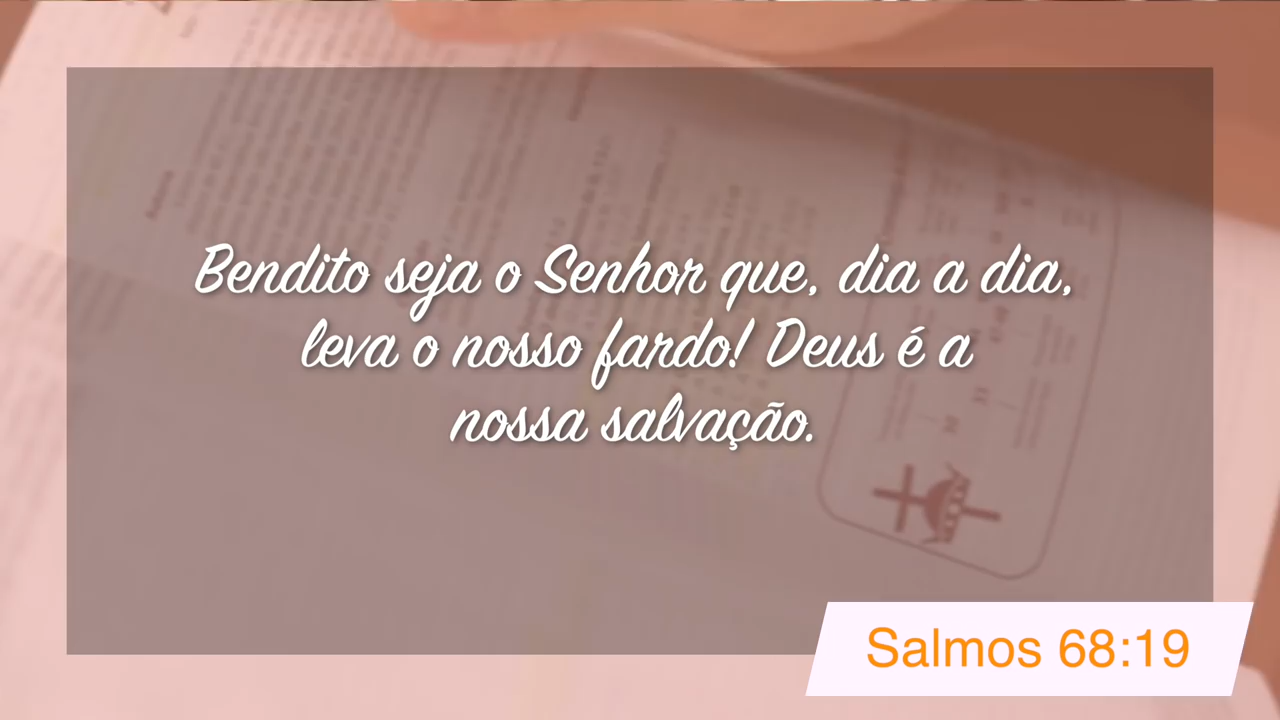 Bendito seja o Senhor que, dia a dia,
leva o nosso fardo! Deus é a
nossa salvação.
Salmos 68:19